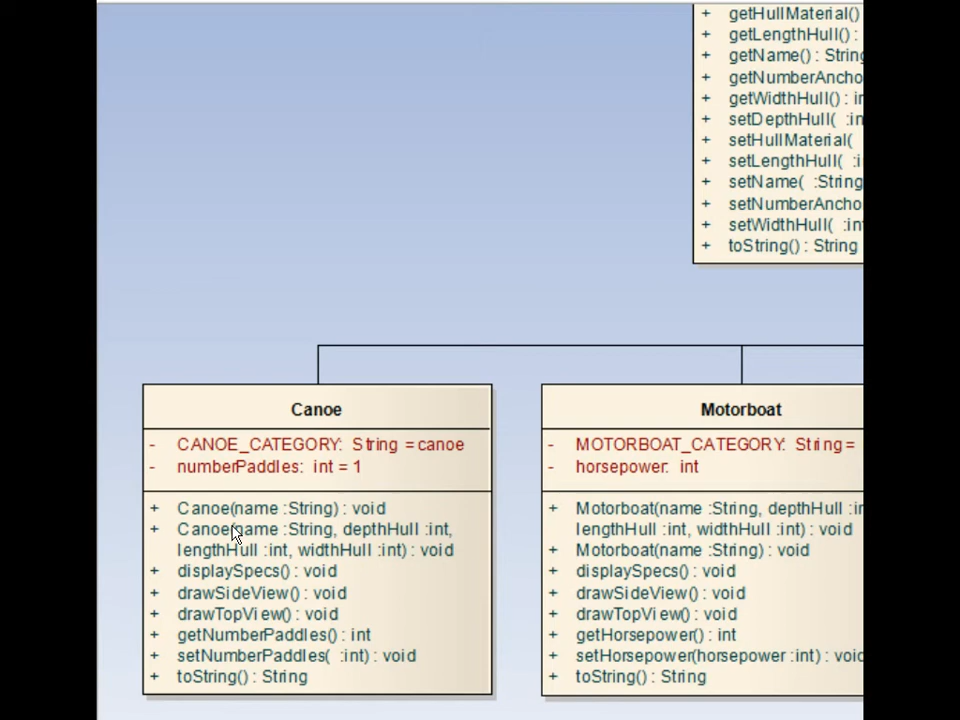 + getHullMaterial()
+ getLengthHull() :
+ getName() : String
+ getNumberAncho
+ getWidthHull() : in
+ setDepthHull( :in
+ setHullMaterial(
+ setLengthHull( :i
+ setName( :String
+ setNumberAncho
+ setWidthHull( :int
+ toString() : String
Canoe
- CANOE_CATEGORY: String = canoe
- numberPaddles: int = 1
+ Canoe(name :String) : void
+ Canoe(name :String, depthHull :int,
lengthHull :int, widthHull :int) : void
+ displaySpecs() : void
+ drawSideView() : void
+ drawTopView() : void
+ getNumberPaddles() : int
+ setNumberPaddles( :int) : void
+ toString() : String
Motorboat
- MOTORBOAT_CATEGORY: String =
- horsepower: int
+ Motorboat(name :String, depthHull :in
lengthHull :int, widthHull :int) : void
+ Motorboat(name :String) : void
+ displaySpecs() : void
+ drawSideView() : void
+ drawTopView() : void
+ getHorsepower() : int
+ setHorsepower(horsepower :int) : void
+ toString() : String